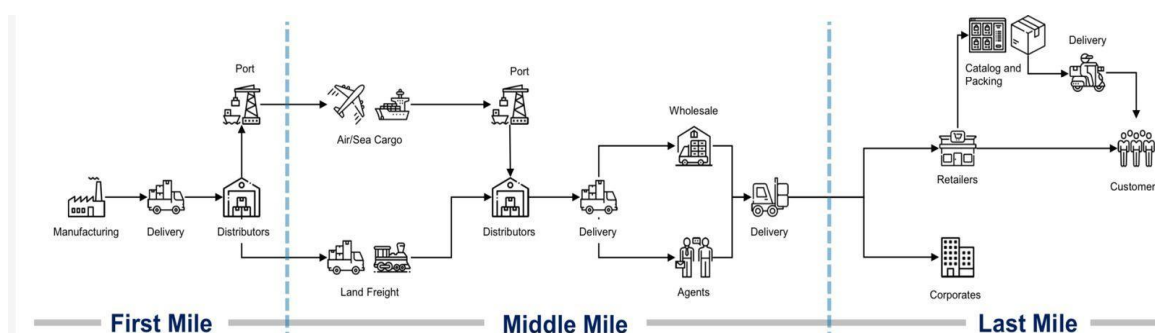 Port
Port
Delivery
Catalog and
Packing
Wholesale
Air/Sea Cargo
Retailers
Customer
Manufacturing
Delivery
Distributors
Distributors
Delivery
Delivery
Land Freight
Agents
Corporates
First Mile
Middle Mile
Last Mile